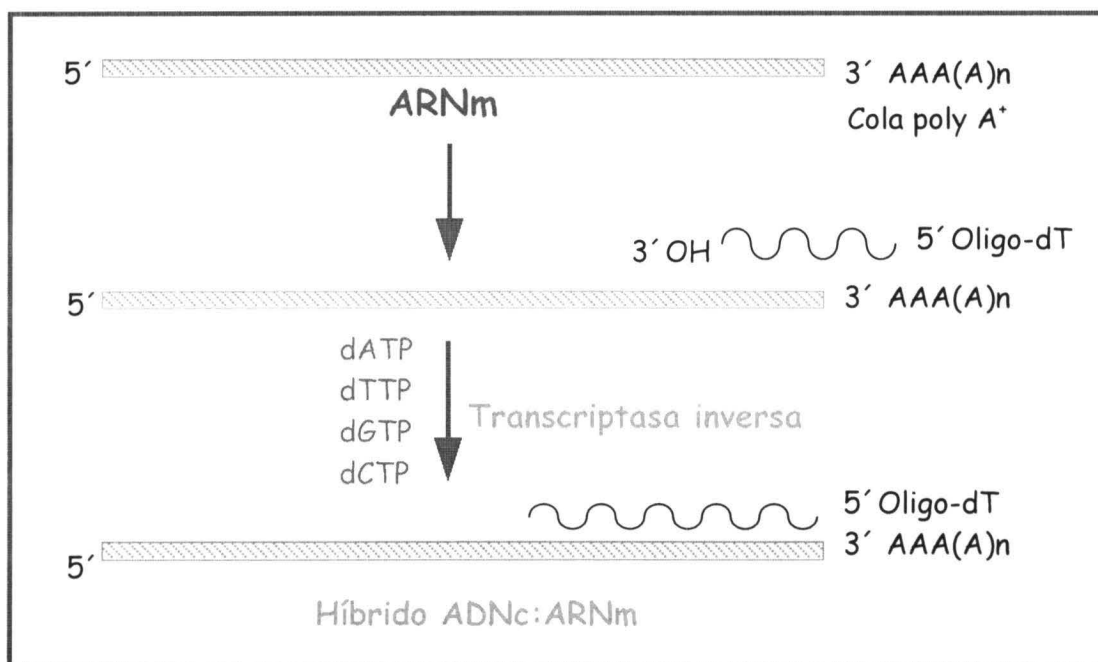 5´ 3´ AAA(A)n
ARNm Cola poly A⁺
3´ OH 5´ Oligo-dT
5´ 3´ AAA(A)n
dATP
dTTP
Transcriptasa inversa
dGTP
dCTP
5´ Oligo-dT
5´ 3´ AAA(A)n
Híbrido ADNc:ARNm